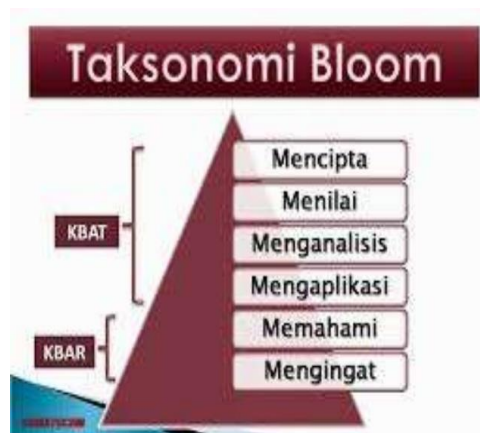 Taksonomi Bloom
Mencipta
Menilai
KBAT
Menganalisis
Mengaplikasi
Memahami
KBAR
Mengingat